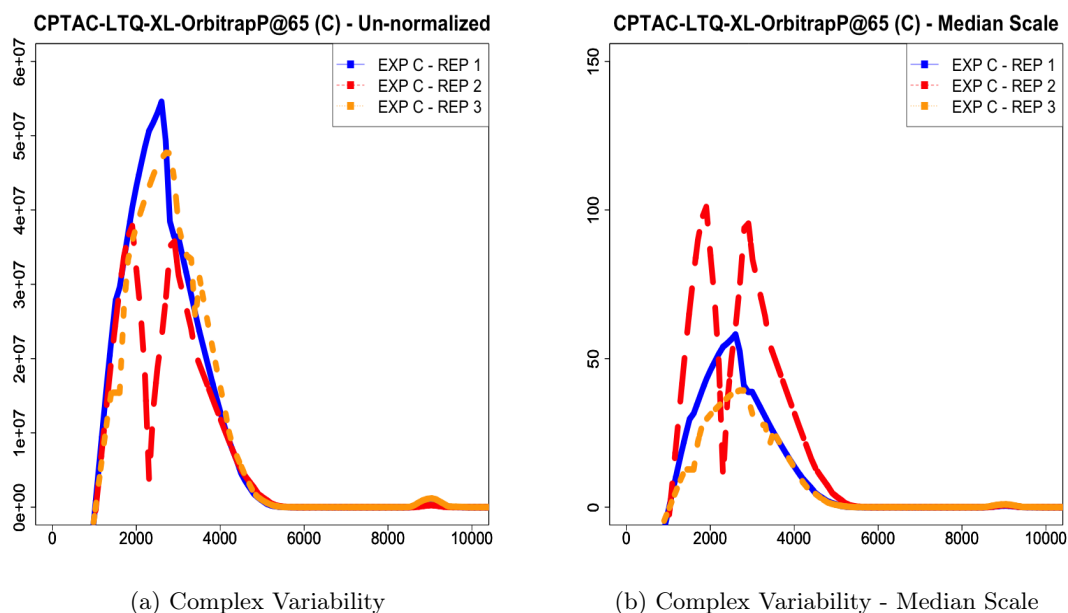 CPTAC-LTQ-XL-OrbitrapP@65 (C) - Un-normalized
EXP C - REP 1
EXP C - REP 2
EXP C - REP 3
6e+07
5e+07
4e+07
3e+07
2e+07
1e+07
0e+00
0 2000 4000 6000 8000 10000
(a) Complex Variability
CPTAC-LTQ-XL-OrbitrapP@65 (C) - Median Scale
EXP C - REP 1
EXP C - REP 2
EXP C - REP 3
150
100
50
0
0 2000 4000 6000 8000 10000
(b) Complex Variability - Median Scale